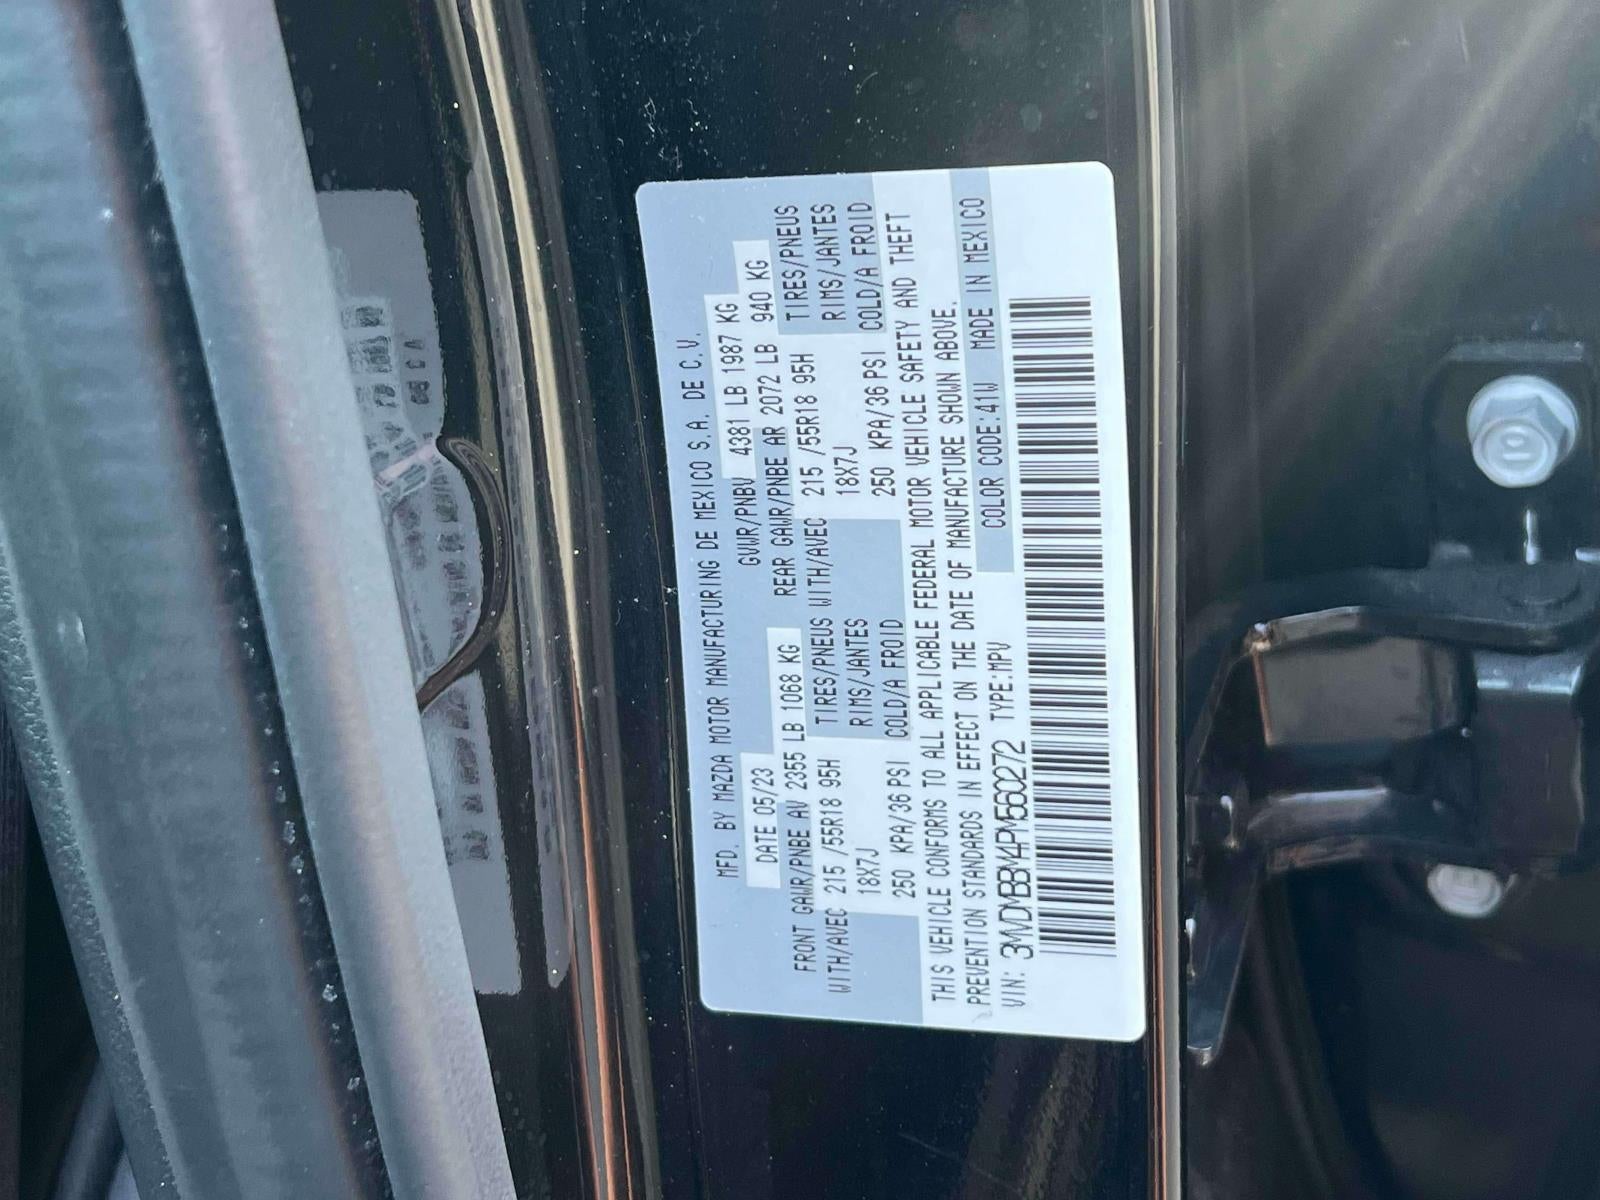 MFD. BY MAZDA MOTOR MANUFACTURING DE MEXICO S.A. DE C.V.
DATE 05/23 GVWR/PNBV 4381 LB 1987 KG
FRONT GAWR/PNBE AV 2355 LB 1068 KG REAR GAWR/PNBE AR 2072 LB 940 KG
WITH/AVEC 215 /55R18 95H TIRES/PNEUS WITH/AVEC 215 /55R18 95H TIRES/PNEUS
18X7J RIMS/JANTES 18X7J RIMS/JANTES
250 KPA/36 PSI COLD/A FROID 250 KPA/36 PSI COLD/A FROID
THIS VEHICLE CONFORMS TO ALL APPLICABLE FEDERAL MOTOR VEHICLE SAFETY AND THEFT
PREVENTION STANDARDS IN EFFECT ON THE DATE OF MANUFACTURE SHOWN ABOVE.
VIN: 3MVDMBBM4PM560272 TYPE:MPV COLOR CODE:41W MADE IN MEXICO
10